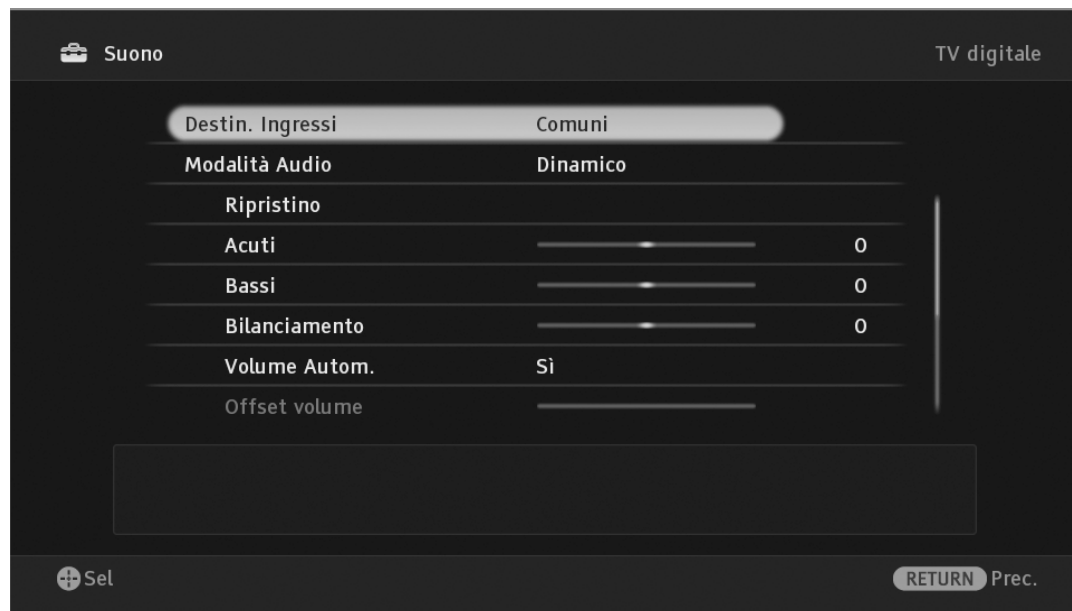 Suono TV digitale
Destin. Ingressi Comuni
Modalità Audio Dinamico
Ripristino
Acuti 0
Bassi 0
Bilanciamento 0
Volume Autom. Sì
Offset volume
Sel RETURN Prec.